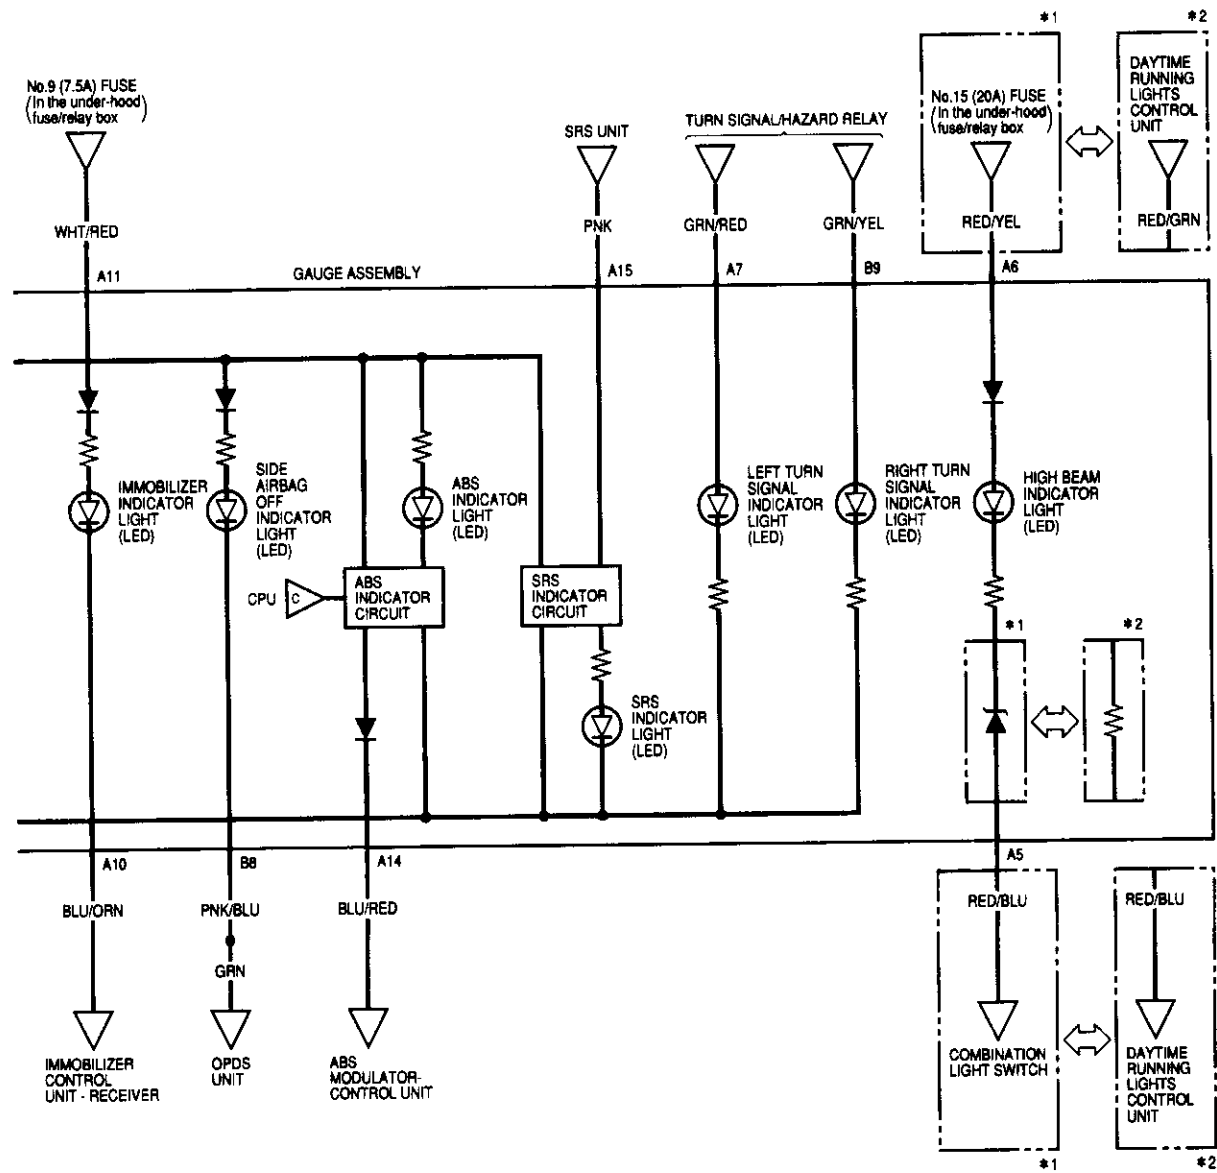 *1
*2
No.9 (7.5A) FUSE
(In the under-hood)
(fuse/relay box)
SRS UNIT
TURN SIGNAL/HAZARD RELAY
No.15 (20A) FUSE
(In the under-hood)
(fuse/relay box)
DAYTIME
RUNNING
LIGHTS
CONTROL
UNIT
WHT/RED
PNK
GRN/RED
GRN/YEL
RED/YEL
RED/GRN
A11
GAUGE ASSEMBLY
A15
A7
B9
A6
IMMOBILIZER
INDICATOR
LIGHT
(LED)
SIDE
AIRBAG
OFF
INDICATOR
LIGHT
(LED)
ABS
INDICATOR
LIGHT
(LED)
LEFT TURN
SIGNAL
INDICATOR
LIGHT
(LED)
RIGHT TURN
SIGNAL
INDICATOR
LIGHT
(LED)
HIGH BEAM
INDICATOR
LIGHT
(LED)
CPU
C
ABS
INDICATOR
CIRCUIT
SRS
INDICATOR
CIRCUIT
*1
*2
SRS
INDICATOR
LIGHT
(LED)
A10
B8
A14
A5
BLU/ORN
PNK/BLU
BLU/RED
RED/BLU
RED/BLU
GRN
IMMOBILIZER
CONTROL
UNIT - RECEIVER
OPDS
UNIT
ABS
MODULATOR-
CONTROL UNIT
COMBINATION
LIGHT SWITCH
DAYTIME
RUNNING
LIGHTS
CONTROL
UNIT
*1
*2